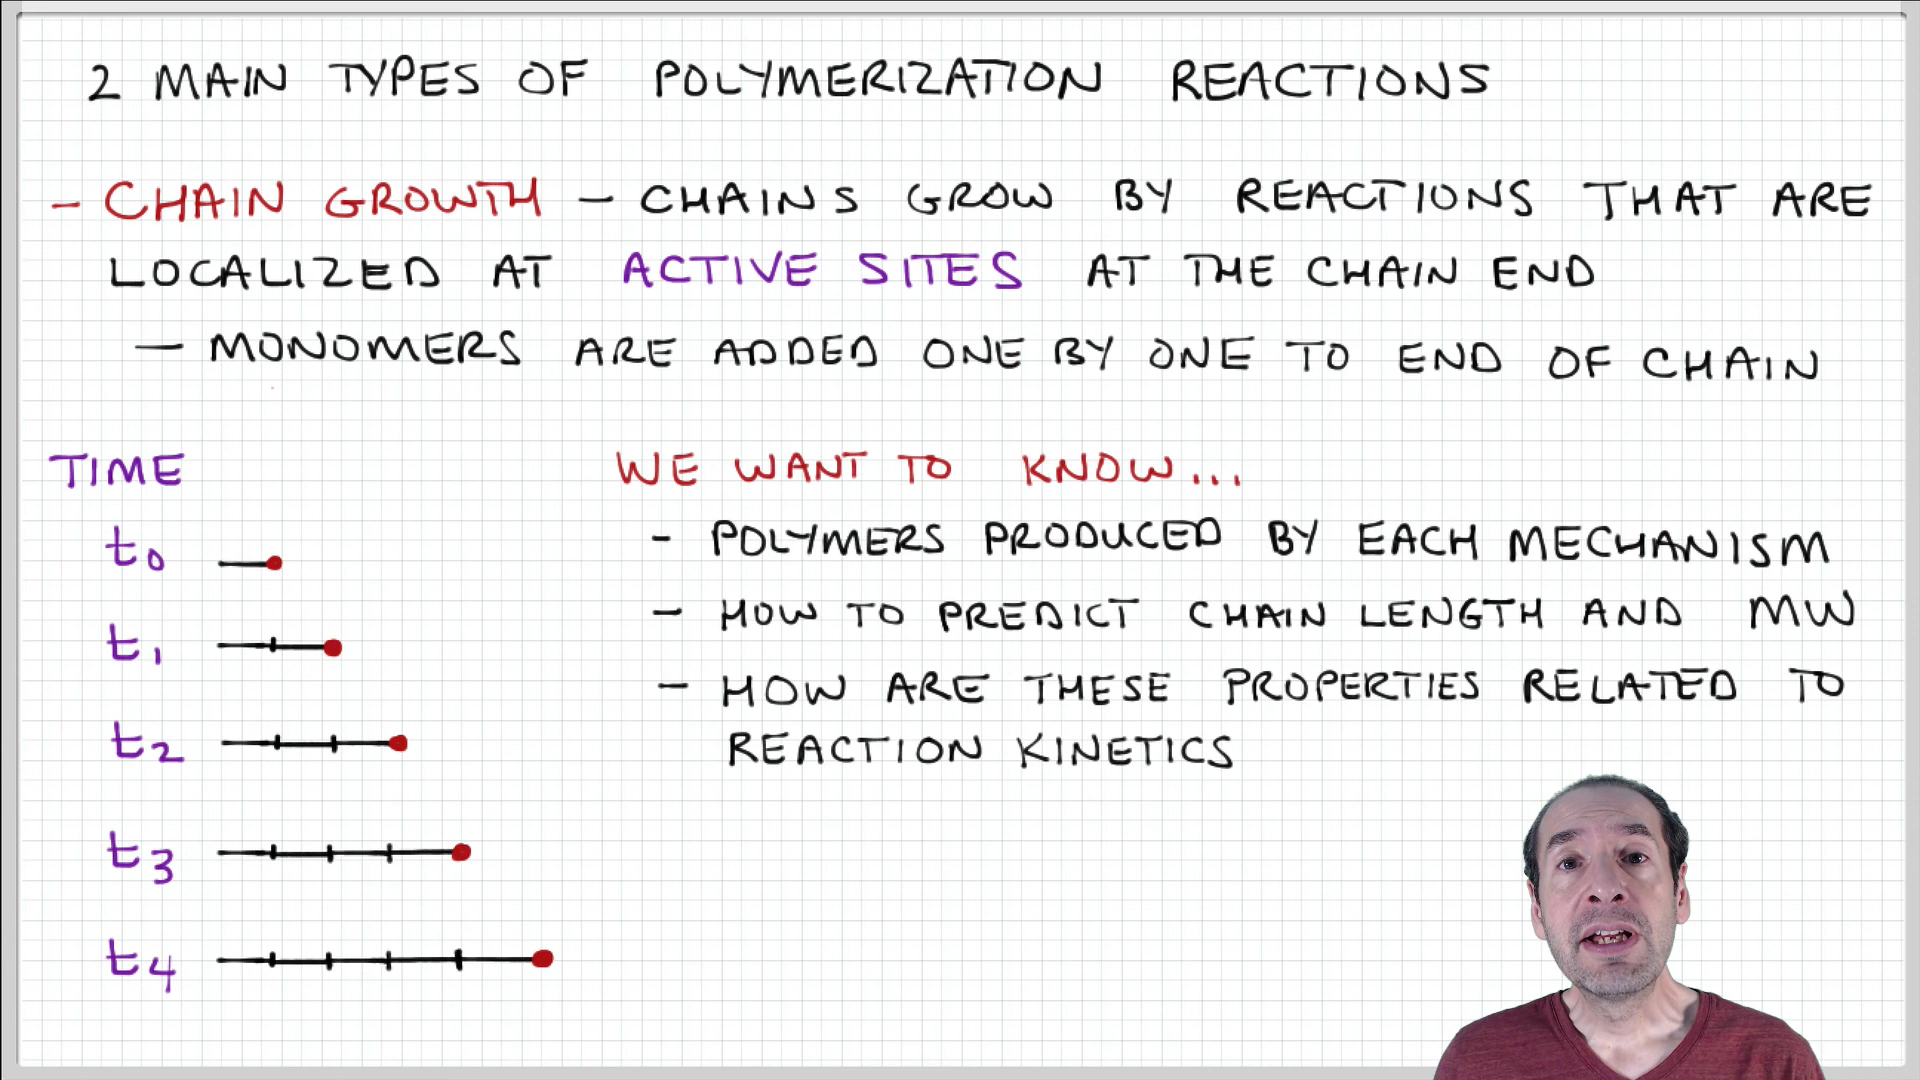 2 MAIN TYPES OF POLYMERIZATION REACTIONS
- CHAIN GROWTH - CHAINS GROW BY REACTIONS THAT ARE
LOCALIZED AT ACTIVE SITES AT THE CHAIN END
- MONOMERS ARE ADDED ONE BY ONE TO END OF CHAIN
TIME
t0
t1
t2
t3
t4
WE WANT TO KNOW...
- POLYMERS PRODUCED BY EACH MECHANISM
- HOW TO PREDICT CHAIN LENGTH AND MW
- HOW ARE THESE PROPERTIES RELATED TO
REACTION KINETICS